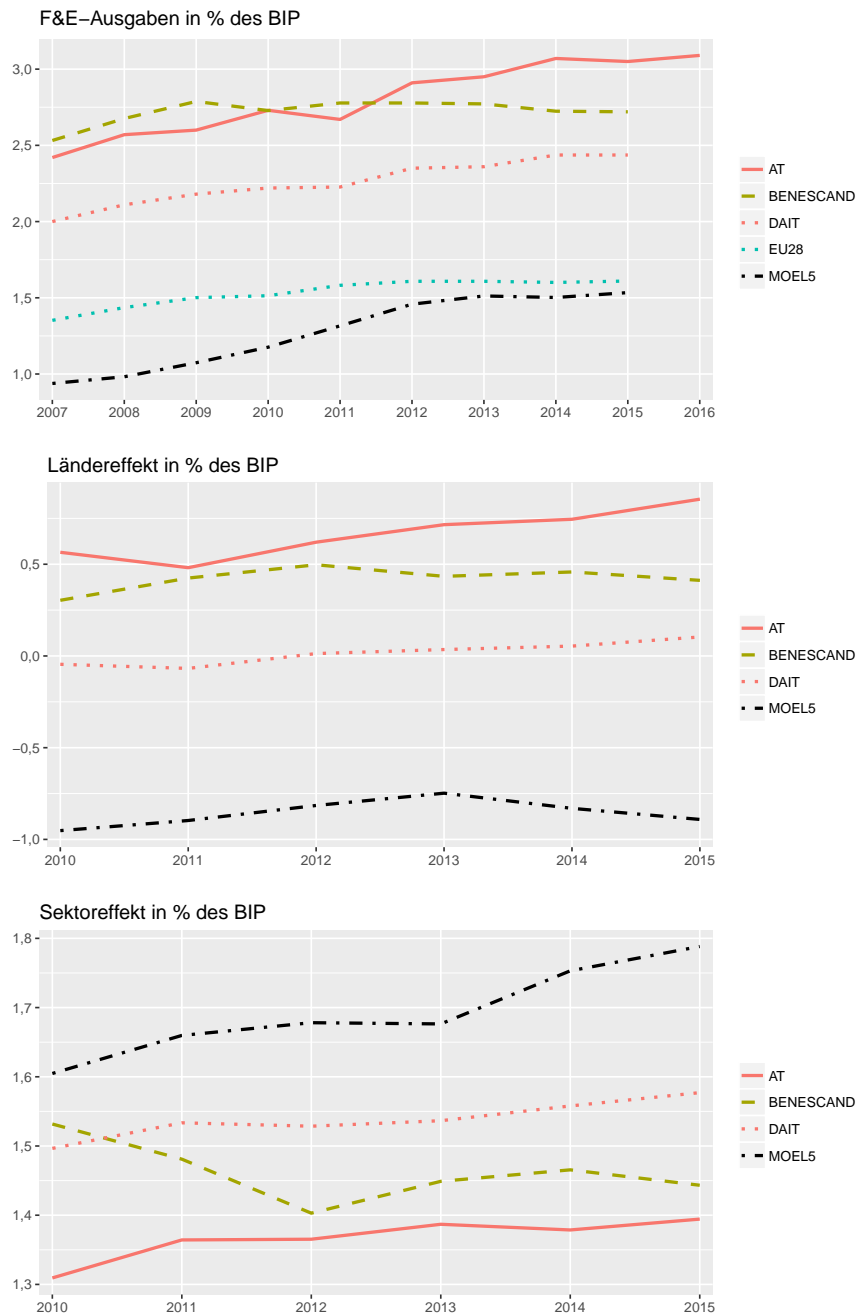 F&E−Ausgaben in % des BIP
3,0
2,5
2,0
1,5
1,0
2007 2008 2009 2010 2011 2012 2013 2014 2015 2016
AT
BENESCAND
DAIT
EU28
MOEL5
Ländereffekt in % des BIP
0,5
0,0
−0,5
−1,0
2010 2011 2012 2013 2014 2015
AT
BENESCAND
DAIT
MOEL5
Sektoreffekt in % des BIP
1,8
1,7
1,6
1,5
1,4
1,3
2010 2011 2012 2013 2014 2015
AT
BENESCAND
DAIT
MOEL5